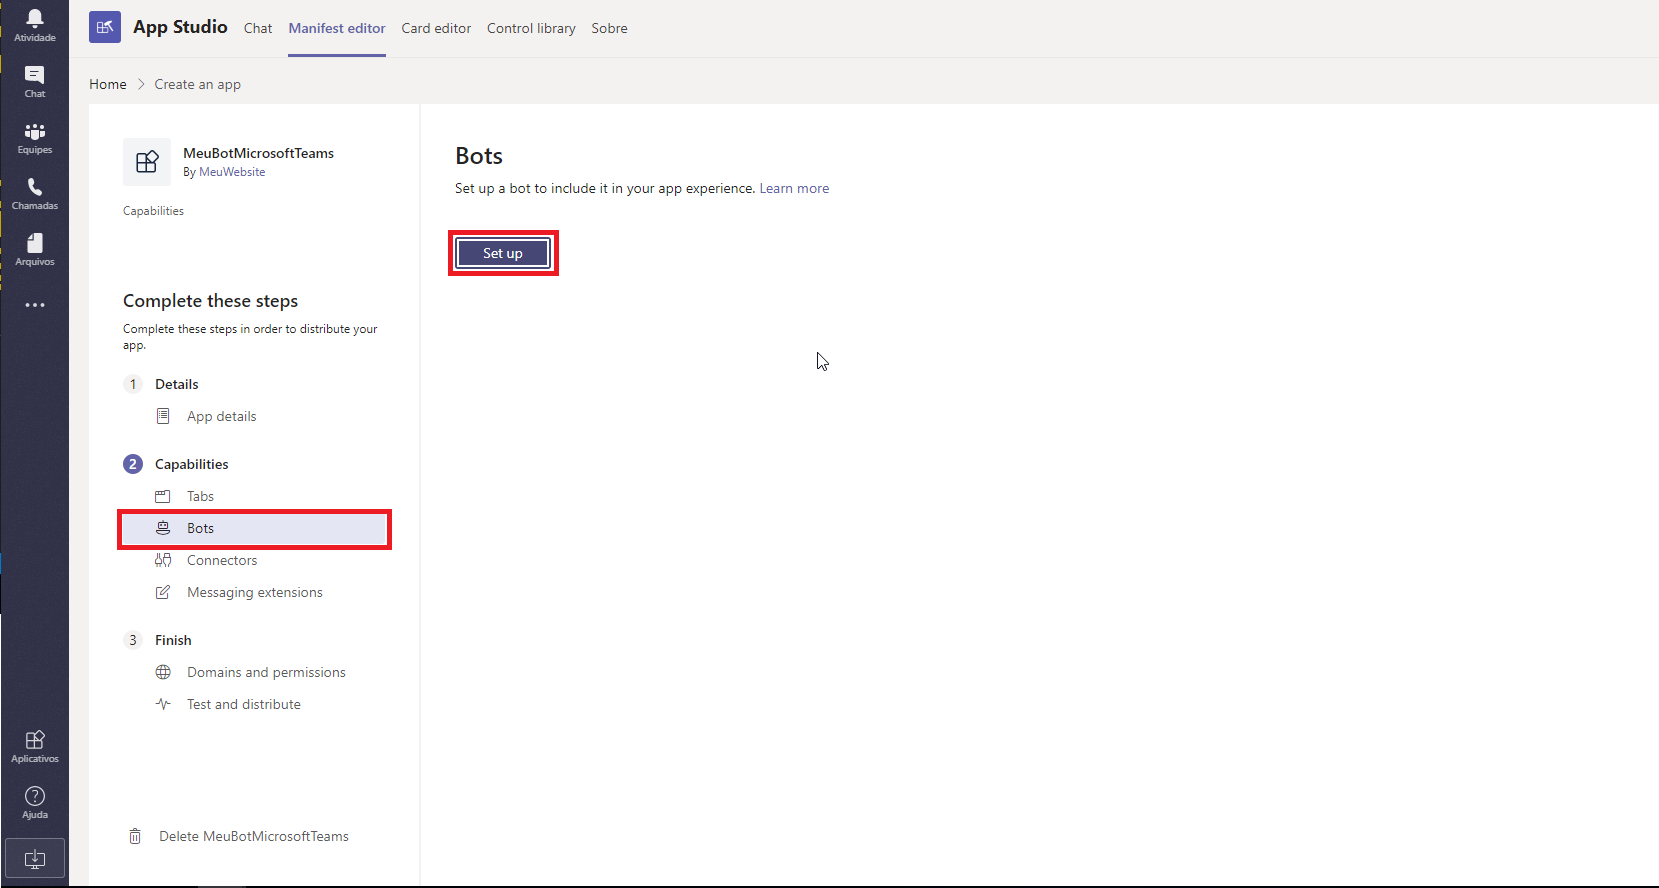 Atividade
Chat
Equipes
Chamadas
Arquivos
Aplicativos
Ajuda
App Studio Chat Manifest editor Card editor Control library Sobre
Home > Create an app
MeuBotMicrosoftTeams
By MeuWebsite
Capabilities
Complete these steps
Complete these steps in order to distribute your
app.
1 Details
App details
2 Capabilities
Tabs
Bots
Connectors
Messaging extensions
3 Finish
Domains and permissions
Test and distribute
Delete MeuBotMicrosoftTeams
Bots
Set up a bot to include it in your app experience. Learn more
Set up